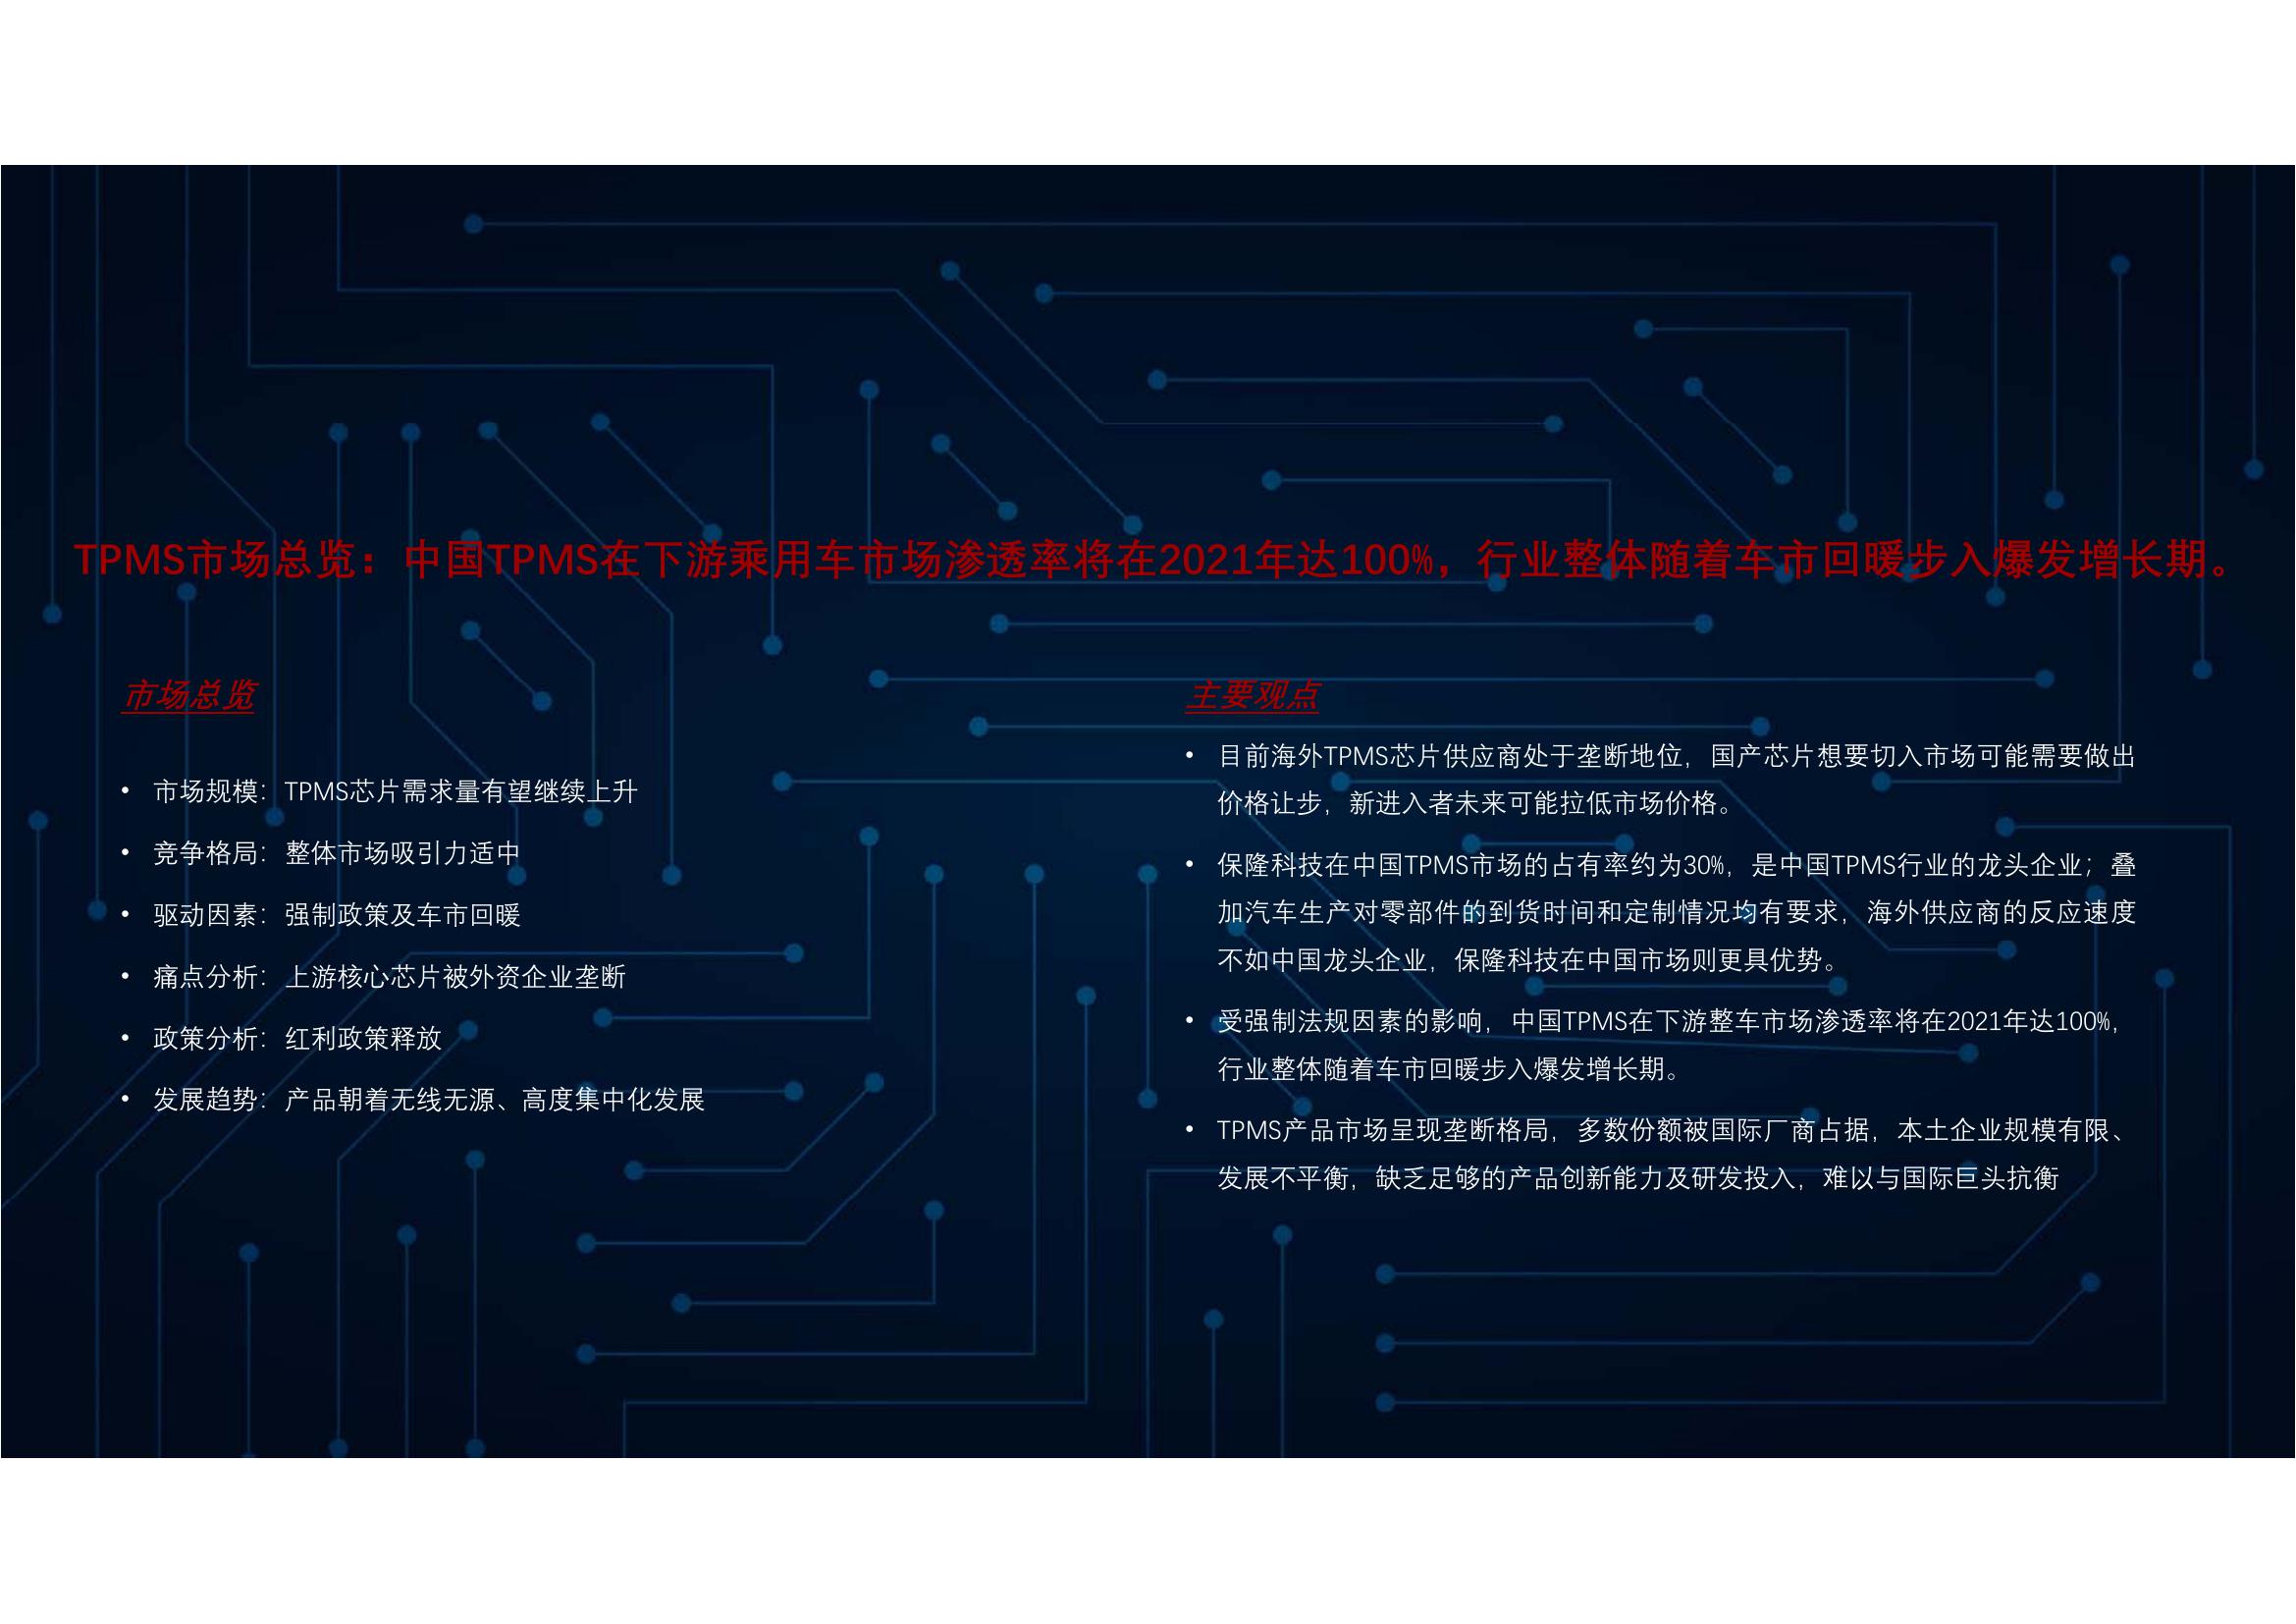 TPMS市场总览：中国TPMS在下游乘用车市场渗透率将在2021年达100%，行业整体随着车市回暖步入爆发增长期。
市场总览
• 市场规模：TPMS芯片需求量有望继续上升
• 竞争格局：整体市场吸引力适中
• 驱动因素：强制政策及车市回暖
• 痛点分析：上游核心芯片被外资企业垄断
• 政策分析：红利政策释放
• 发展趋势：产品朝着无线无源、高度集中化发展
主要观点
• 目前海外TPMS芯片供应商处于垄断地位，国产芯片想要切入市场可能需要做出
价格让步，新进入者未来可能拉低市场价格。
• 保隆科技在中国TPMS市场的占有率约为30%，是中国TPMS行业的龙头企业；叠
加汽车生产对零部件的到货时间和定制情况均有要求，海外供应商的反应速度
不如中国龙头企业，保隆科技在中国市场则更具优势。
• 受强制法规因素的影响，中国TPMS在下游整车市场渗透率将在2021年达100%，
行业整体随着车市回暖步入爆发增长期。
• TPMS产品市场呈现垄断格局，多数份额被国际厂商占据，本土企业规模有限、
发展不平衡，缺乏足够的产品创新能力及研发投入，难以与国际巨头抗衡